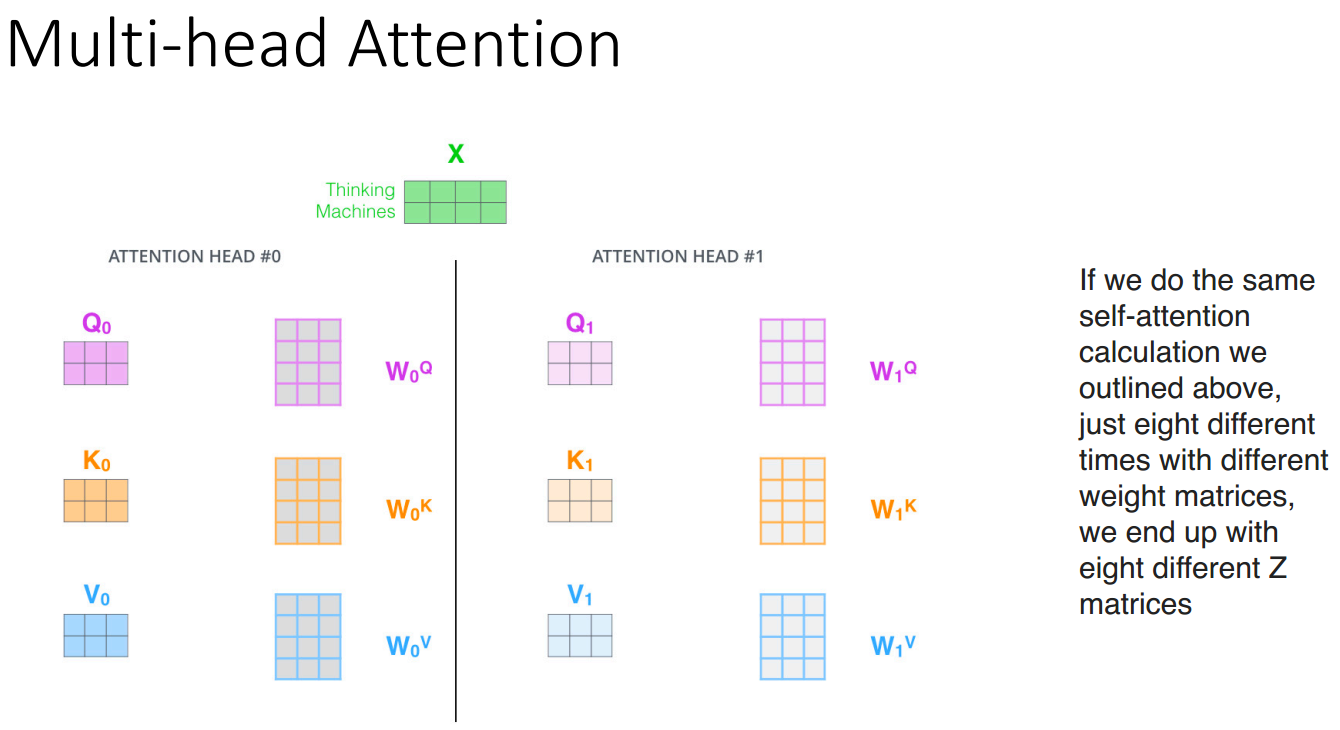 Multi-head Attention
X
Thinking
Machines
ATTENTION HEAD #0
ATTENTION HEAD #1
Q0
W0Q
Q1
W1Q
K0
W0K
K1
W1K
V0
W0V
V1
W1V
If we do the same
self-attention
calculation we
outlined above,
just eight different
times with different
weight matrices,
we end up with
eight different Z
matrices